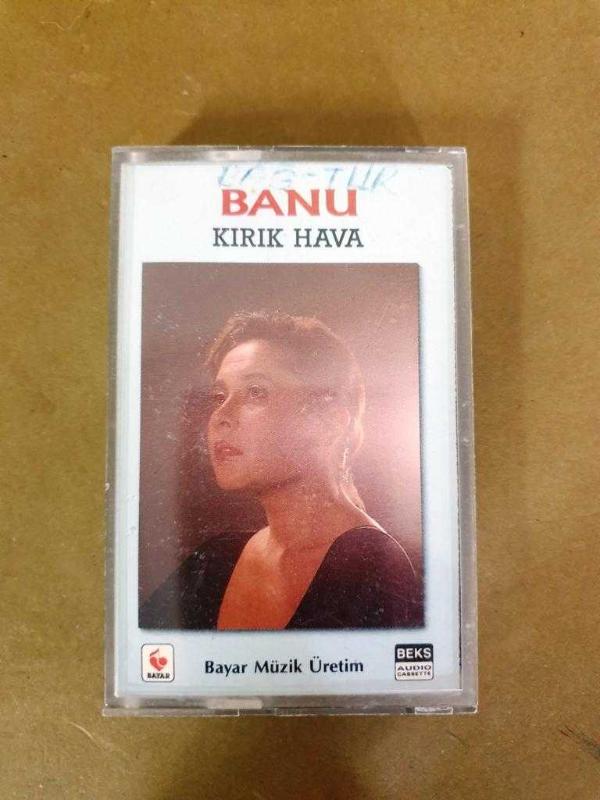 BANU
KIRIK HAVA
BAYAR
Bayar Müzik Üretim
BEKS
AUDIO
CASSETTE